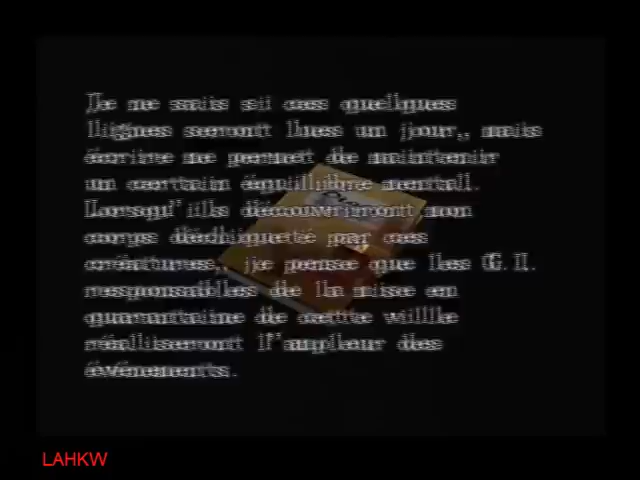 Je ne sais si ces quelques
lignes seront lues un jour, mais
écrire me permet de maintenir
un certain équilibre mental.
Lorsqu'ils découvriront mon
corps déchiqueté par ces
créatures, je pense que les G.I.
responsables de la mise en
quarantaine de cette ville
réaliseront l'ampleur des
événements.
LAHKW